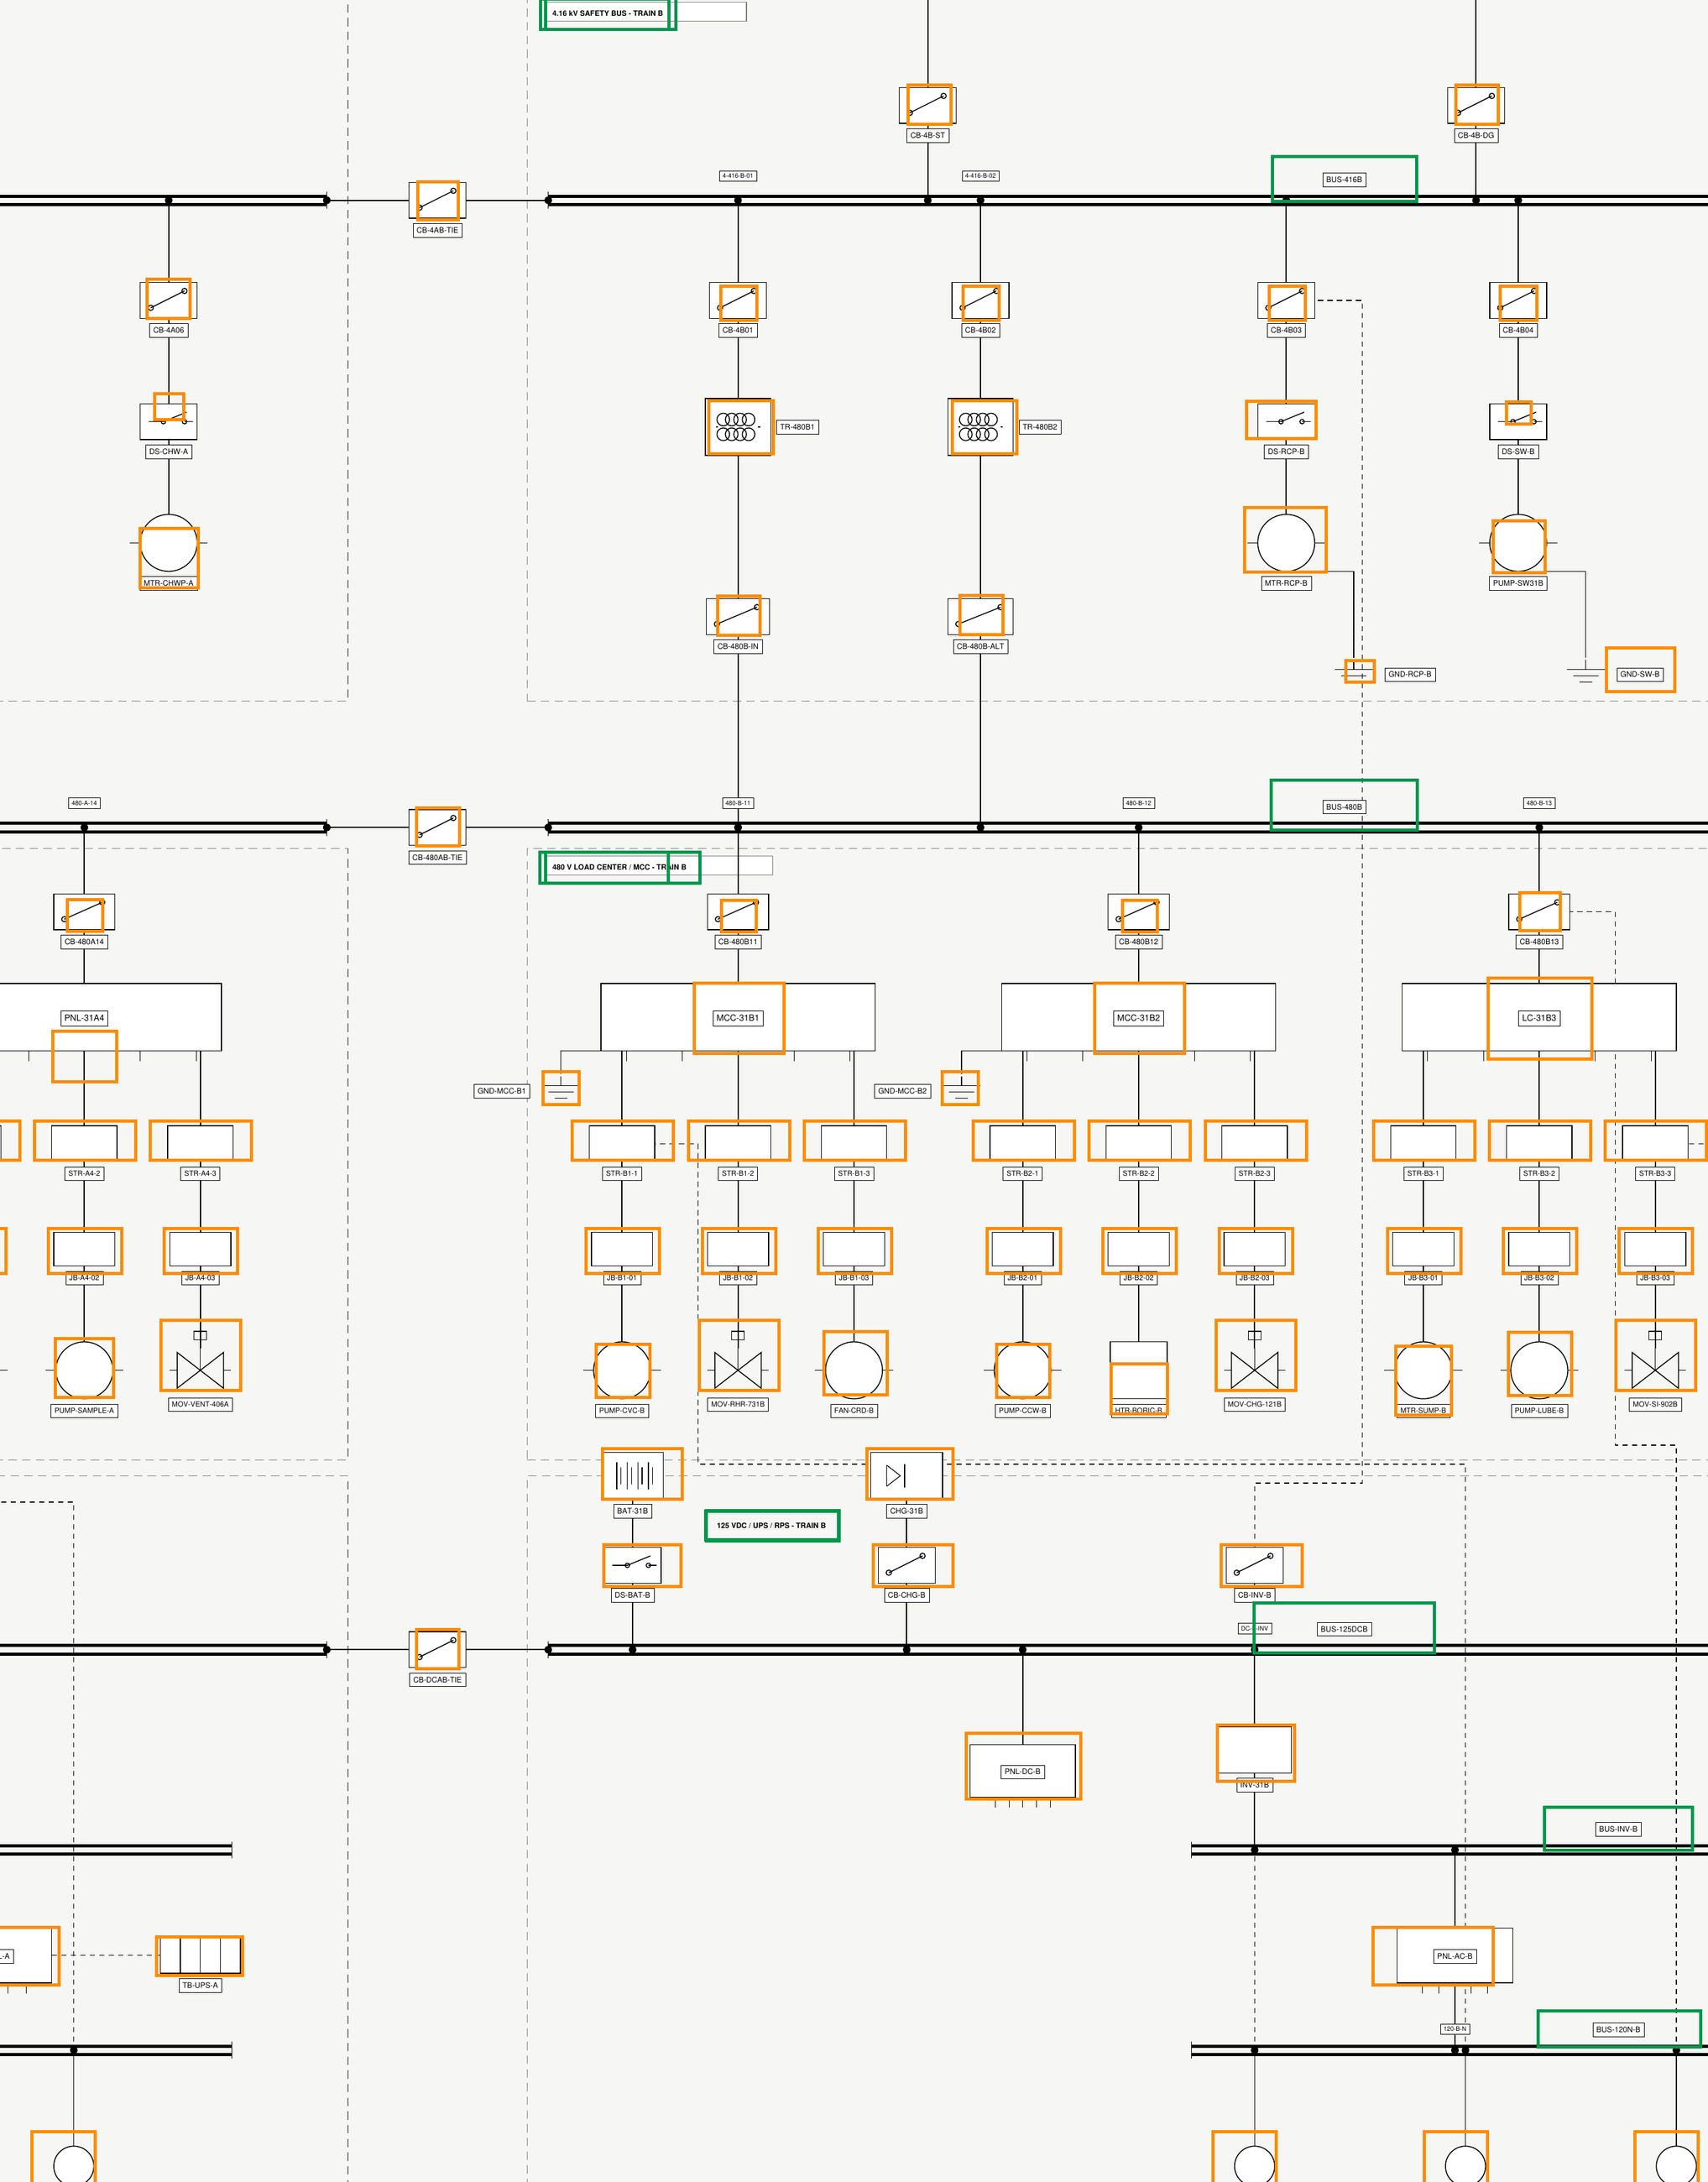 4.16 kV SAFETY BUS - TRAIN B
CB-4B-ST
CB-4B-DG
4-416-B-01
4-416-B-02
BUS-416B
CB-4AB-TIE
CB-4A06
CB-4B01
CB-4B02
CB-4B03
CB-4B04
TR-480B1
TR-480B2
DS-CHW-A
DS-RCP-B
DS-SW-B
MTR-CHWP-A
MTR-RCP-B
PUMP-SW31B
CB-480B-IN
CB-480B-ALT
GND-RCP-B
GND-SW-B
480-A-14
480-B-11
480-B-12
BUS-480B
480-B-13
CB-480AB-TIE
480 V LOAD CENTER / MCC - TRAIN B
CB-480A14
CB-480B11
CB-480B12
CB-480B13
PNL-31A4
MCC-31B1
MCC-31B2
LC-31B3
GND-MCC-B1
GND-MCC-B2
STR-A4-2
STR-A4-3
STR-B1-1
STR-B1-2
STR-B1-3
STR-B2-1
STR-B2-2
STR-B2-3
STR-B3-1
STR-B3-2
STR-B3-3
JB-A4-02
JB-A4-03
JB-B1-01
JB-B1-02
JB-B1-03
JB-B2-01
JB-B2-02
JB-B2-03
JB-B3-01
JB-B3-02
JB-B3-03
PUMP-SAMPLE-A
MOV-VENT-406A
PUMP-CVC-B
MOV-RHR-731B
FAN-CRD-B
PUMP-CCW-B
HTR-BORIC-B
MOV-CHG-121B
MTR-SUMP-B
PUMP-LUBE-B
MOV-SI-902B
BAT-31B
CHG-31B
125 VDC / UPS / RPS - TRAIN B
DS-BAT-B
CB-CHG-B
CB-INV-B
BUS-125DCB
CB-DCAB-TIE
PNL-DC-B
INV-31B
BUS-INV-B
L-A
PNL-AC-B
TB-UPS-A
120-B-N
BUS-120N-B